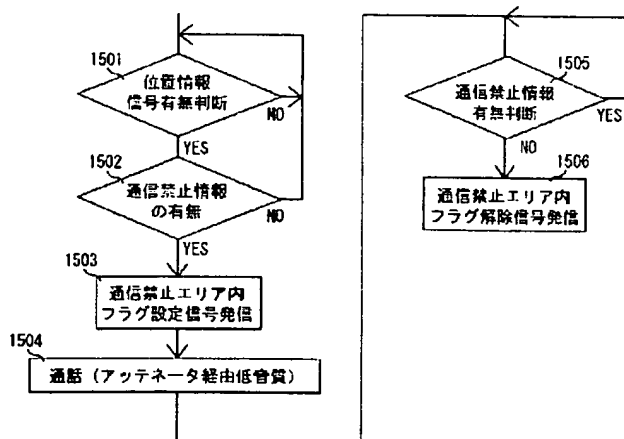 1501
位置情報
信号有無判断
NO
YES
1502
通信禁止情報
の有無
NO
YES
1503
通信禁止エリア内
フラグ設定信号発信
1504
通話（アッテネータ経由低音質）
1505
通信禁止情報
有無判断
YES
NO
1506
通信禁止エリア内
フラグ解除信号発信